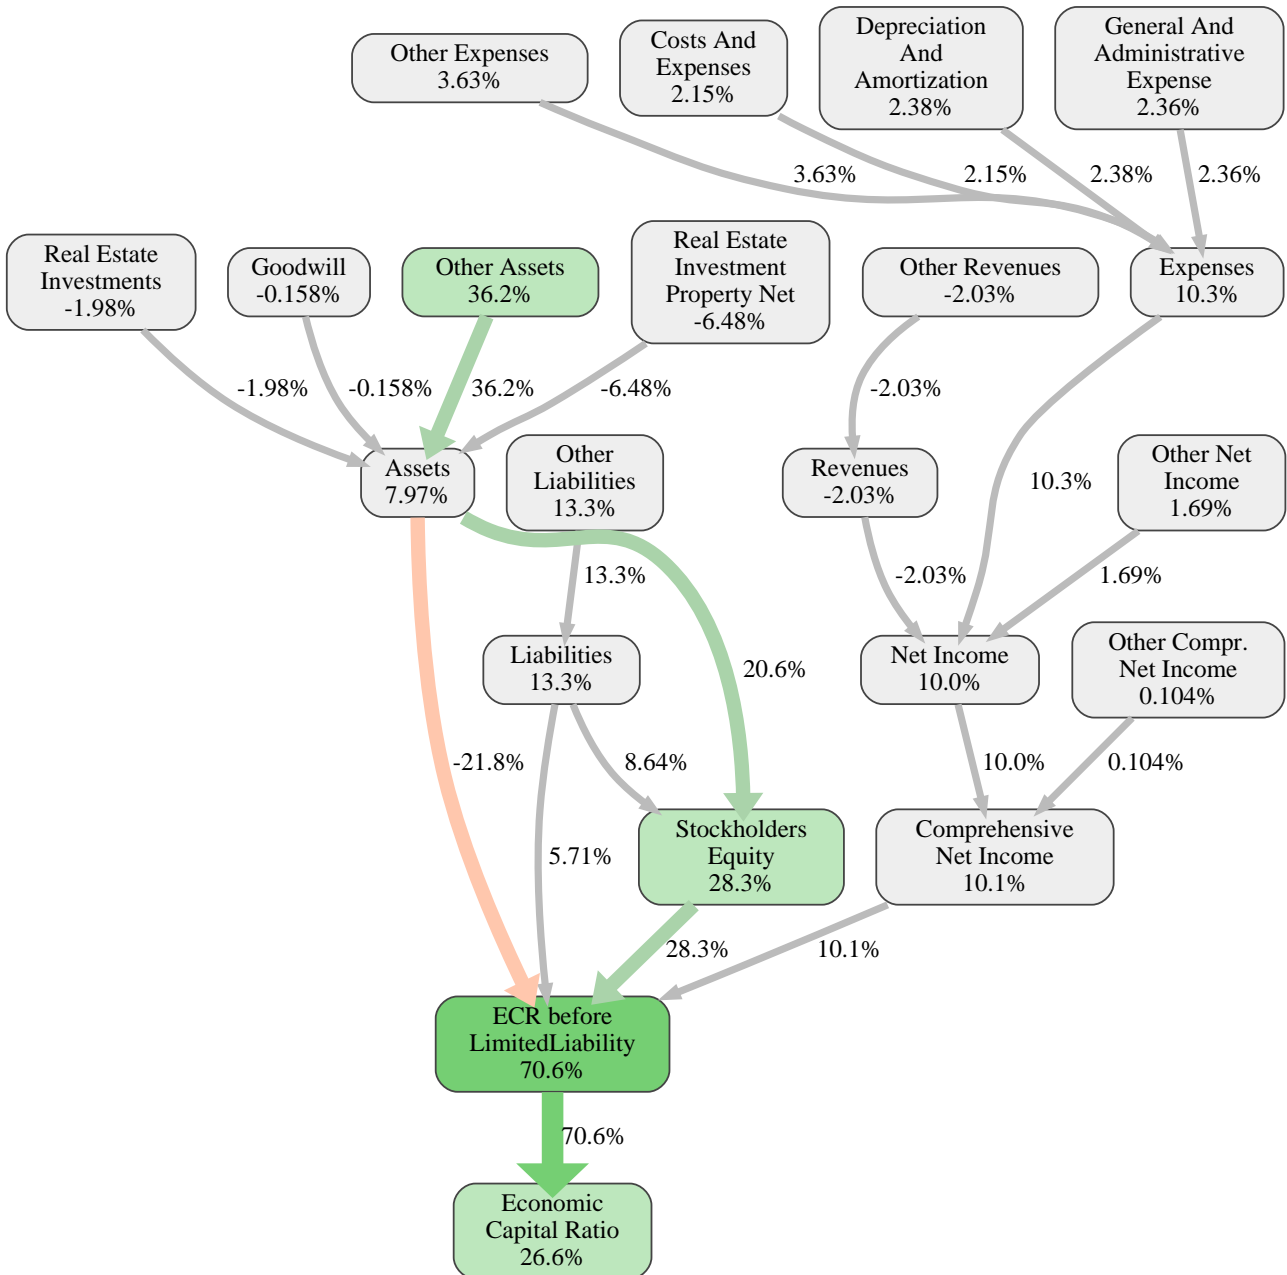 Other Expenses
3.63%
Costs And
Expenses
2.15%
Depreciation
And
Amortization
2.38%
General And
Administrative
Expense
2.36%
3.63%
2.15%
2.38%
2.36%
Real Estate
Investments
-1.98%
Goodwill
-0.158%
Other Assets
36.2%
Real Estate
Investment
Property Net
-6.48%
Other Revenues
-2.03%
Expenses
10.3%
-1.98%
-0.158%
36.2%
-6.48%
-2.03%
10.3%
Assets
7.97%
Other
Liabilities
13.3%
Revenues
-2.03%
Other Net
Income
1.69%
13.3%
-2.03%
1.69%
Liabilities
13.3%
20.6%
Net Income
10.0%
Other Compr.
Net Income
0.104%
-21.8%
8.64%
10.0%
0.104%
5.71%
Stockholders
Equity
28.3%
Comprehensive
Net Income
10.1%
28.3%
10.1%
ECR before
LimitedLiability
70.6%
70.6%
Economic
Capital Ratio
26.6%